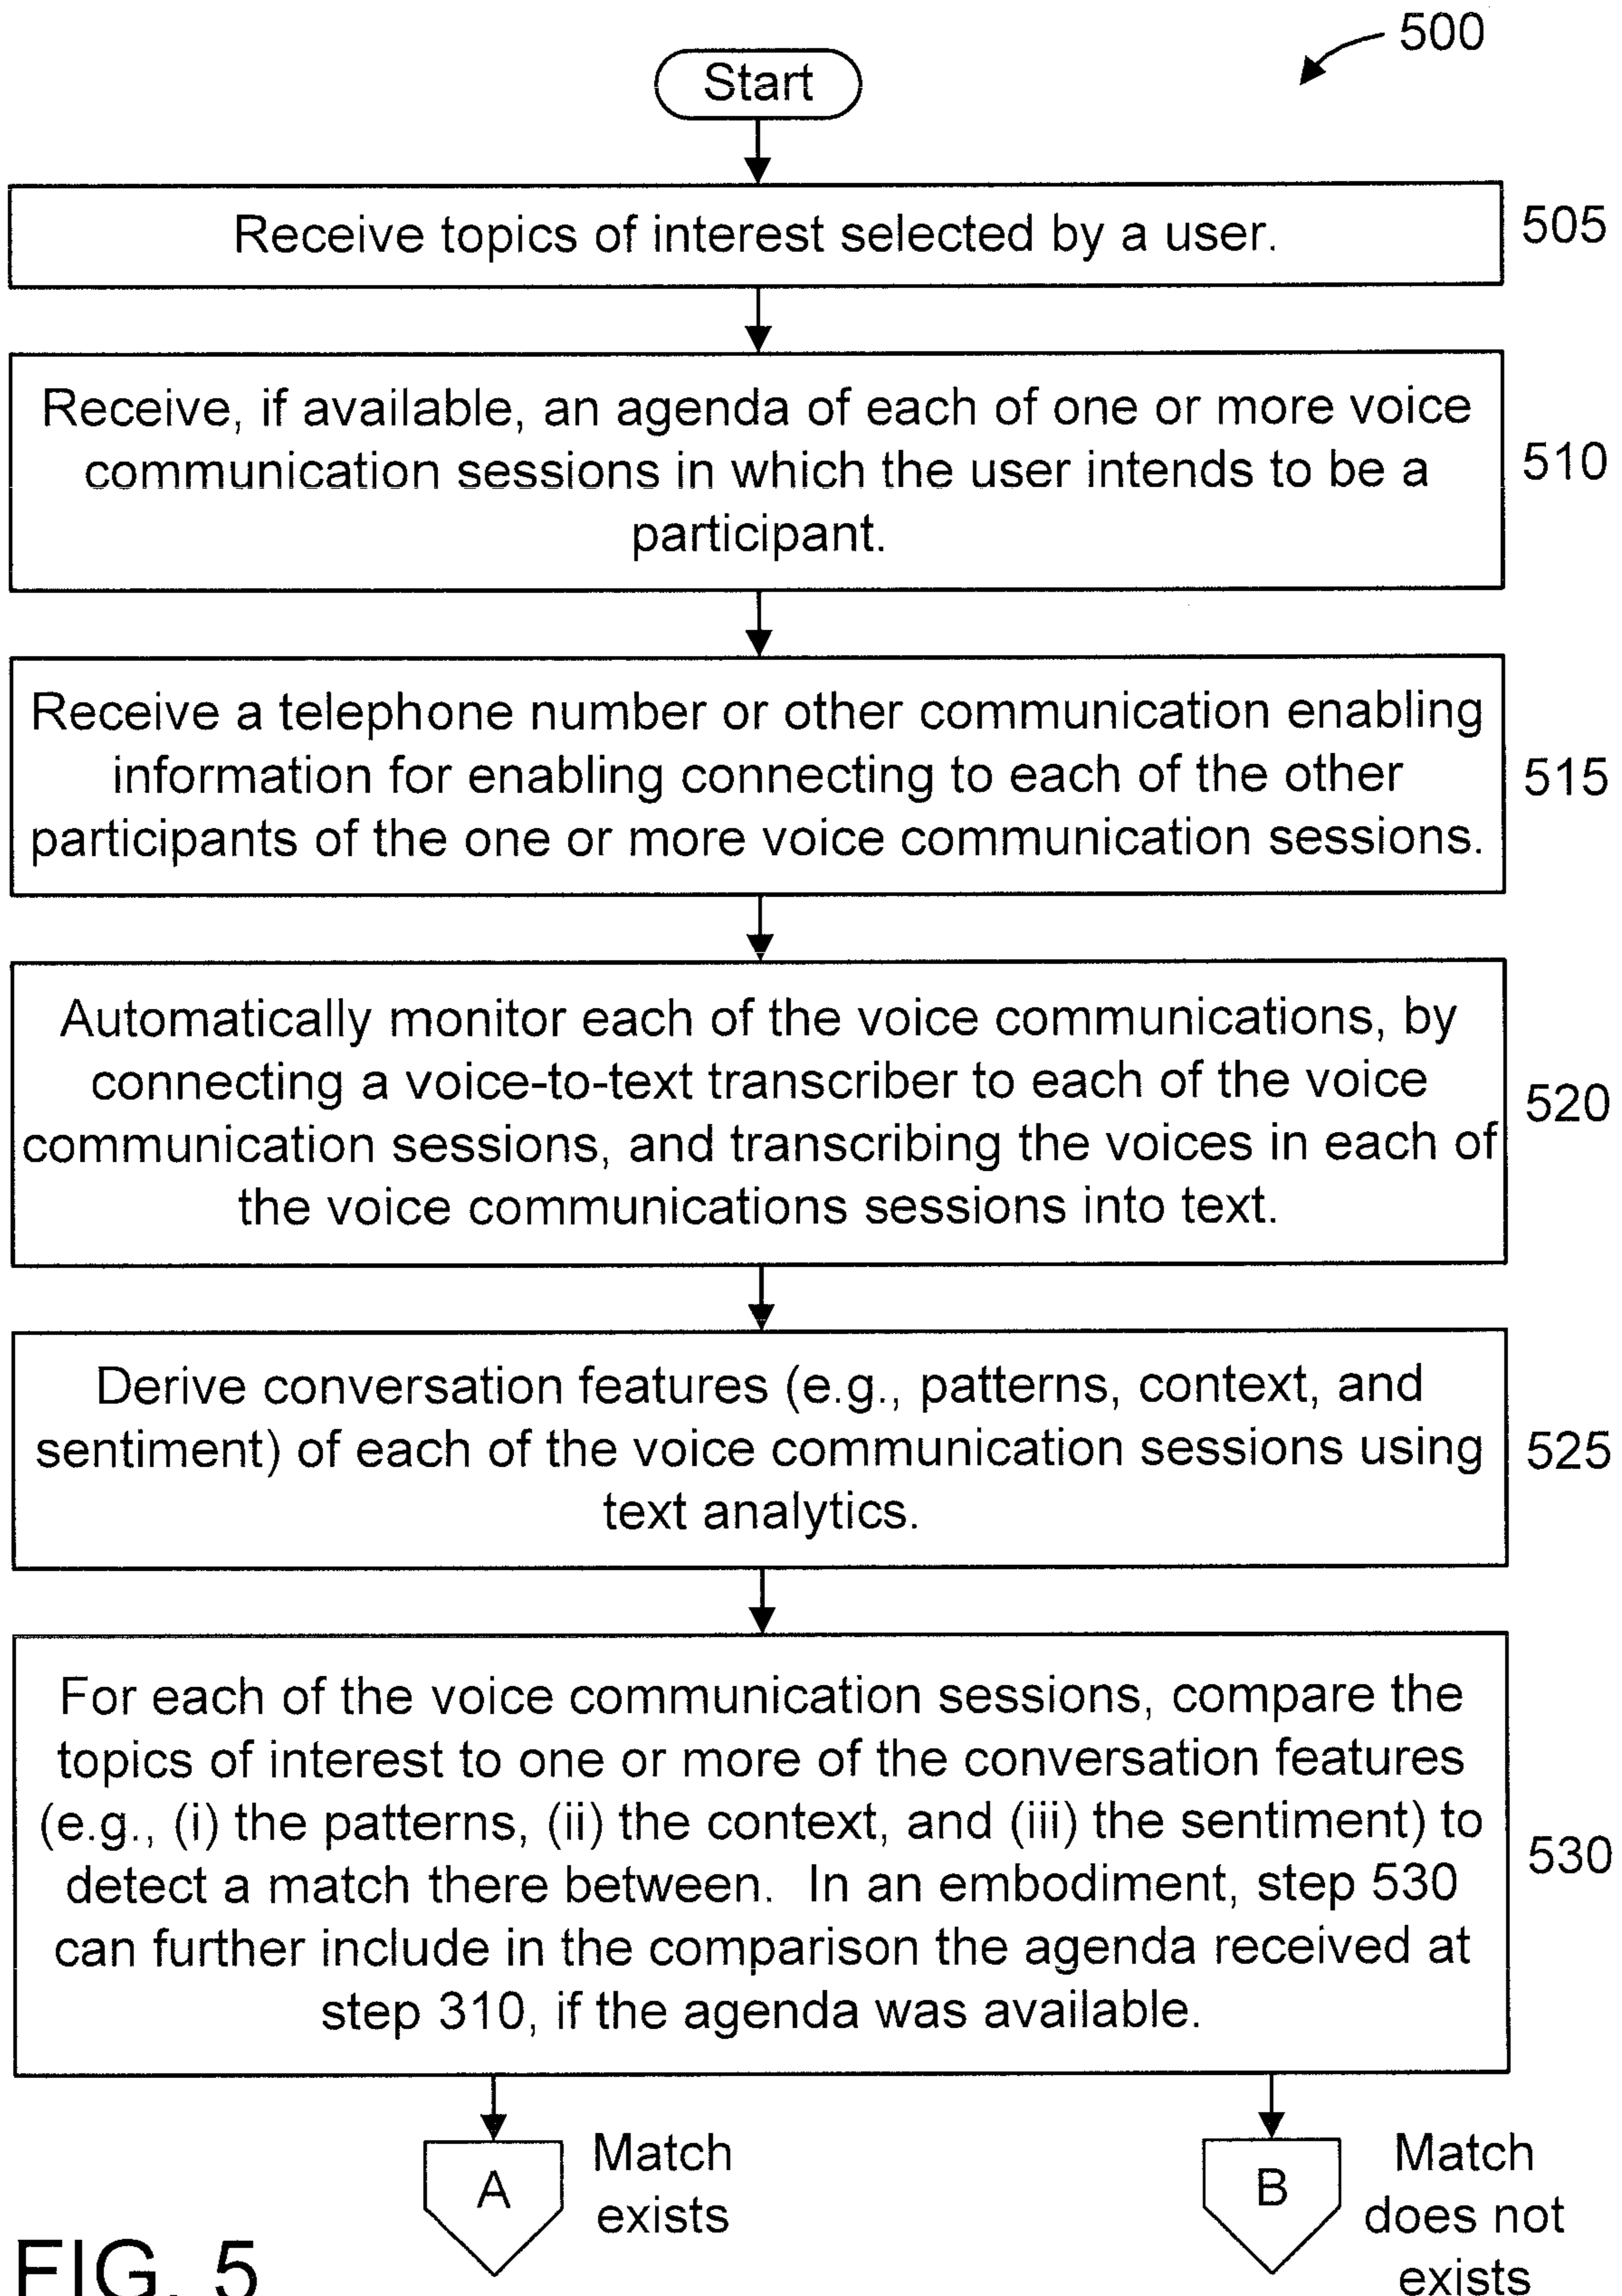 500
Start
Receive topics of interest selected by a user.
505
Receive, if available, an agenda of each of one or more voice
communication sessions in which the user intends to be a
participant.
510
Receive a telephone number or other communication enabling
information for enabling connecting to each of the other
participants of the one or more voice communication sessions.
515
Automatically monitor each of the voice communications, by
connecting a voice-to-text transcriber to each of the voice
communication sessions, and transcribing the voices in each of
the voice communications sessions into text.
520
Derive conversation features (e.g., patterns, context, and
sentiment) of each of the voice communication sessions using
text analytics.
525
For each of the voice communication sessions, compare the
topics of interest to one or more of the conversation features
(e.g., (i) the patterns, (ii) the context, and (iii) the sentiment) to
detect a match there between. In an embodiment, step 530
can further include in the comparison the agenda received at
step 310, if the agenda was available.
530
A
Match
exists
B
Match
does not
exists
FIG. 5